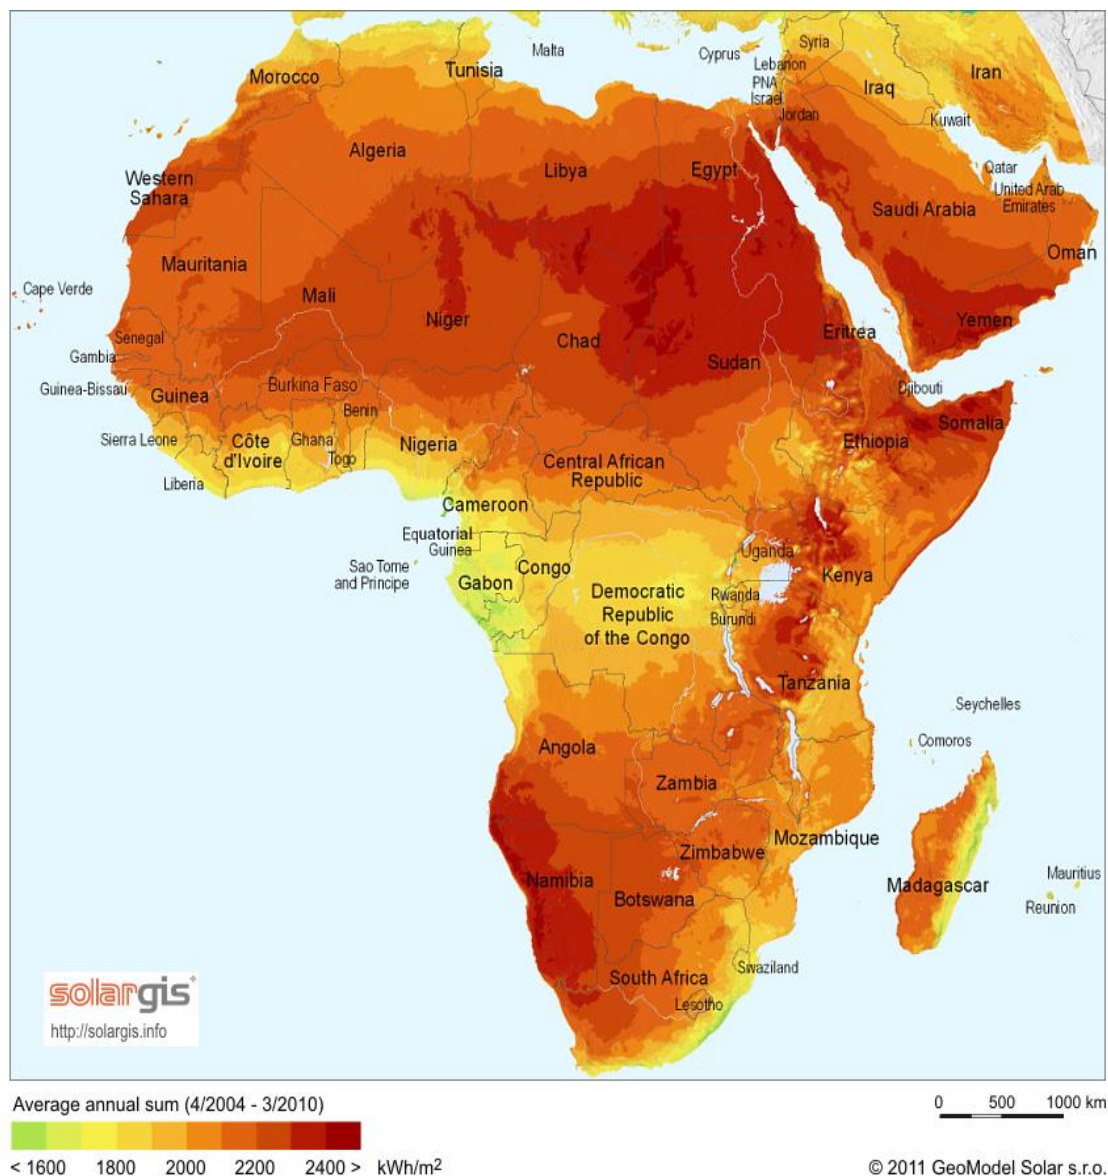 Malta
Cyprus
Syria
Lebanon
PNA
Israel
Jordan
Iraq
Iran
Kuwait
Morocco
Tunisia
Algeria
Libya
Egypt
Qatar
United Arab
Emirates
Western
Sahara
Saudi Arabia
Oman
Mauritania
Cape Verde
Mali
Niger
Chad
Sudan
Eritrea
Yemen
Senegal
Gambia
Guinea-Bissau
Guinea
Burkina Faso
Benin
Djibouti
Somalia
Sierra Leone
Côte
d'Ivoire
Ghana
Togo
Nigeria
Ethiopia
Liberia
Central African
Republic
Cameroon
Equatorial
Guinea
Sao Tome
and Principe
Gabon
Congo
Democratic
Republic
of the Congo
Uganda
Kenya
Rwanda
Burundi
Tanzania
Seychelles
Comoros
Angola
Zambia
Mozambique
Zimbabwe
Namibia
Botswana
Madagascar
Mauritius
Reunion
South Africa
Swaziland
Lesotho
solargis
http://solargis.info
Average annual sum (4/2004 - 3/2010)
0 500 1000 km
< 1600 1800 2000 2200 2400 > kWh/m²
© 2011 GeoModel Solar s.r.o.